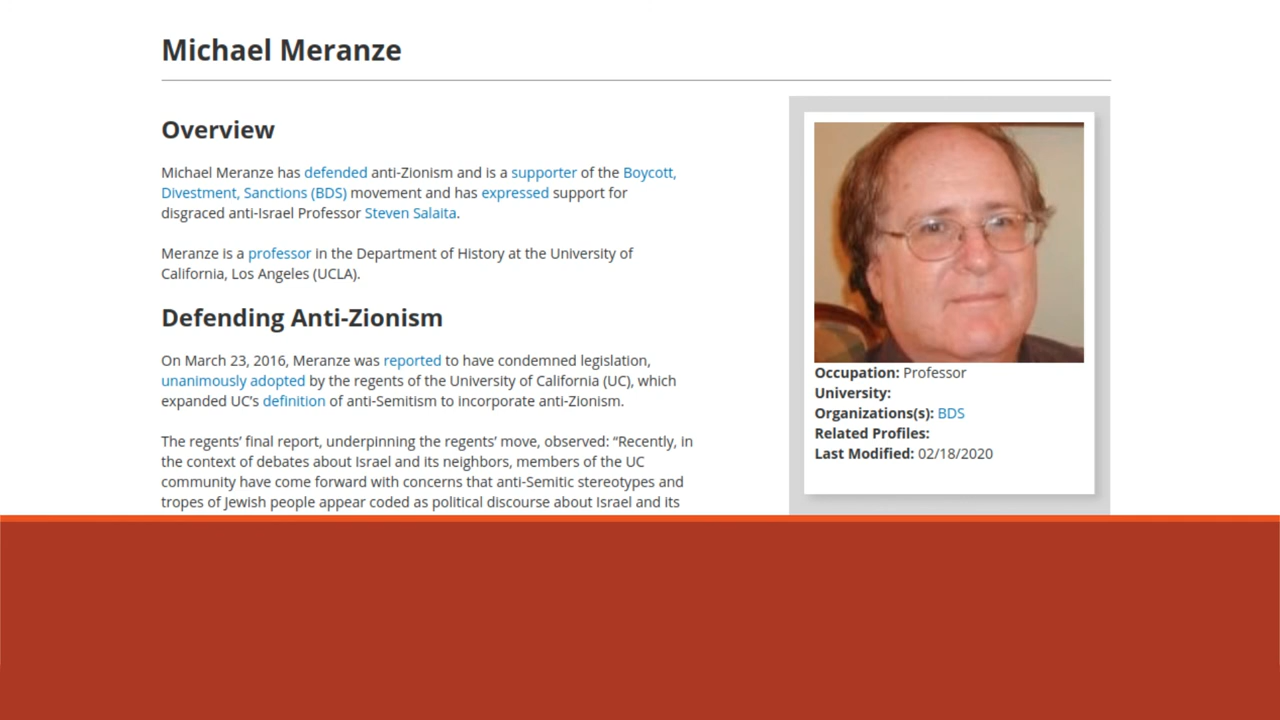 Michael Meranze
Overview
Michael Meranze has defended anti-Zionism and is a supporter of the Boycott,
Divestment, Sanctions (BDS) movement and has expressed support for
disgraced anti-Israel Professor Steven Salaita.
Meranze is a professor in the Department of History at the University of
California, Los Angeles (UCLA).
Defending Anti-Zionism
On March 23, 2016, Meranze was reported to have condemned legislation,
unanimously adopted by the regents of the University of California (UC), which
expanded UC’s definition of anti-Semitism to incorporate anti-Zionism.
The regents’ final report, underpinning the regents’ move, observed: “Recently, in
the context of debates about Israel and its neighbors, members of the UC
community have come forward with concerns that anti-Semitic stereotypes and
tropes of Jewish people appear coded as political discourse about Israel and its
Occupation: Professor
University:
Organizations(s): BDS
Related Profiles:
Last Modified: 02/18/2020